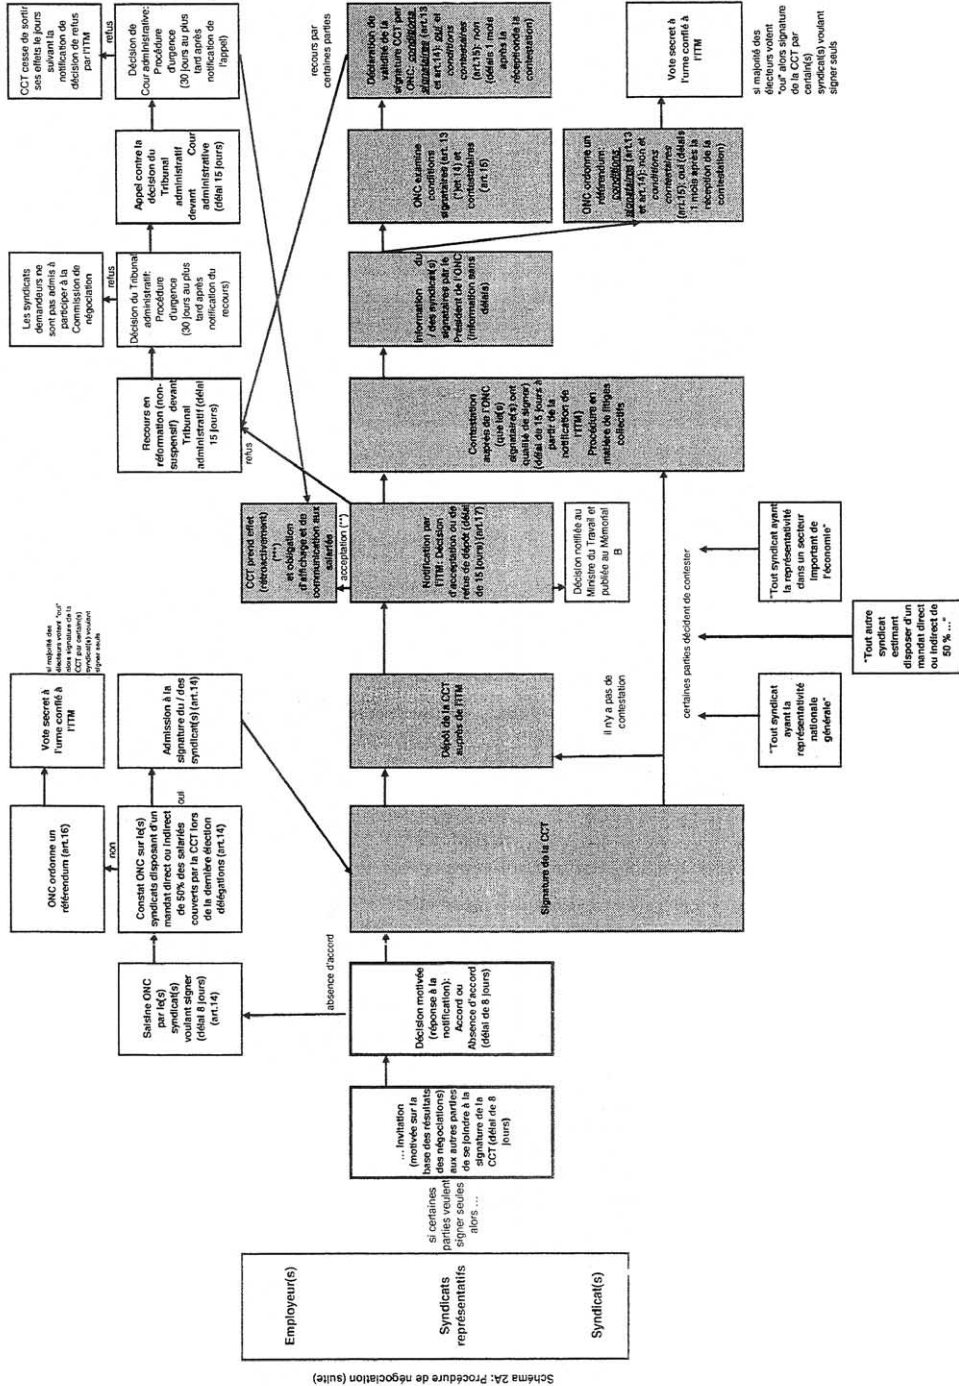 Schéma 2A: Procédure de négociation (suite)
Employeur(s)
Syndicats
représentatifs
Syndicat(s)
si certaines
parties veulent
signer seules
alors ...
... Invitation
(motivée sur la
base des résultats
des négociations)
aux autres parties
de se joindre à la
signature de la
CCT (délai de 8
jours)
Décision motivée
(réponse à la
notification):
Accord ou
Absence d'accord
(délai de 8 jours)
absence d'accord
Saisine ONC
par le(s)
syndicat(s)
voulant signer
(délai 8 jours)
(art.14)
Constat ONC sur le(s)
syndicats disposant d'un
mandat direct ou indirect
de 50% des salariés
couverts par la CCT lors
de la dernière élection
délégations (art.14)
non
oui
ONC ordonne un
référendum (art.16)
Vote secret à
l'urne confié à
l'ITM
si majorité des
électeurs votent "oui"
alors signature de la
CCT par certain(s)
syndicat(s) voulant
signer seuls
Admission à la
signature du / des
syndicat(s) (art.14)
Signature de la CCT
Dépôt de la CCT
auprès de l'ITM
il n'y a pas de
contestation
certaines parties décident de contester
"Tout syndicat
ayant la
représentativité
nationale
générale"
"Tout autre
syndicat
estimant
disposer d'un
mandat direct
ou indirect de
50 % ..."
"Tout syndicat ayant
la représentativité
dans un secteur
important de
l'économie"
CCT prend effet
(rétroactivement)
(***)
et obligation
d'affichage et de
communication aux
salariés
acceptation (**)
refus
Notification par
l'ITM: Décision
d'acceptation ou de
refus de dépôt (délai
de 15 jours) (art.17)
Décision notifiée au
Ministre du Travail et
publiée au Mémorial
B
Contestation
auprès de l'ONC
(que le(s)
signataire(s) ont
qualité de signer)
(délai de 15 jours à
partir de la
notification de
l'ITM)
Procédure en
matière de litiges
collectifs
Information du
/ des syndicat(s)
signataires par le
Président de l'ONC
(information sans
délais)
ONC examine
conditions
signataires (art. 13
(*)et 14) et
contestataires
(art. 15)
Déclaration de
validité de la
signature CCT par
ONC: conditions
signataires (art.13
et art.14): oui et
conditions
contestataires
(art.15): non
(délais 1 mois
après la
réception de la
contestation)
ONC ordonne un
référendum:
conditions
signataires (art.13
et art.14): non et
conditions
contestataires
(art.15): oui (délais
1 mois après la
réception de la
contestation)
Vote secret à
l'urne confié à
l'ITM
si majorité des
électeurs votent
"oui" alors signature
de la CCT par
certain(s)
syndicat(s) voulant
signer seuls
recours par
certaines parties
Recours en
réformation (non-
suspensif) devant
Tribunal
administratif (délai
15 jours)
Décision du Tribunal
administratif:
Procédure
d'urgence
(30 jours au plus
tard après
notification du
recours)
refus
Les syndicats
demandeurs ne
sont pas admis à
participer à la
Commission de
négociation
Appel contre la
décision du
Tribunal
administratif
devant Cour
administrative
(délai 15 jours)
Décision de
Cour administrative:
Procédure
d'urgence
(30 jours au plus
tard après
notification de
l'appel)
refus
CCT cesse de sortir
ses effets le jours
suivant la
notification de
décision de refus
par l'ITM